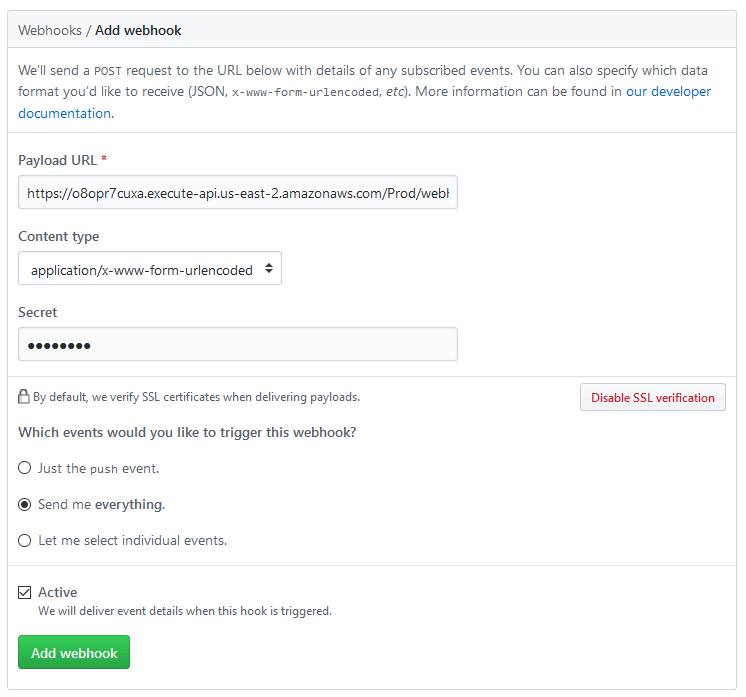 Webhooks / Add webhook
We'll send a POST request to the URL below with details of any subscribed events. You can also specify which data
format you'd like to receive (JSON, x-www-form-urlencoded, etc). More information can be found in our developer
documentation.
Payload URL *
https://o8opr7cuxa.execute-api.us-east-2.amazonaws.com/Prod/webh
Content type
application/x-www-form-urlencoded
Secret
●●●●●●●●
By default, we verify SSL certificates when delivering payloads.
Disable SSL verification
Which events would you like to trigger this webhook?
Just the push event.
Send me everything.
Let me select individual events.
Active
We will deliver event details when this hook is triggered.
Add webhook